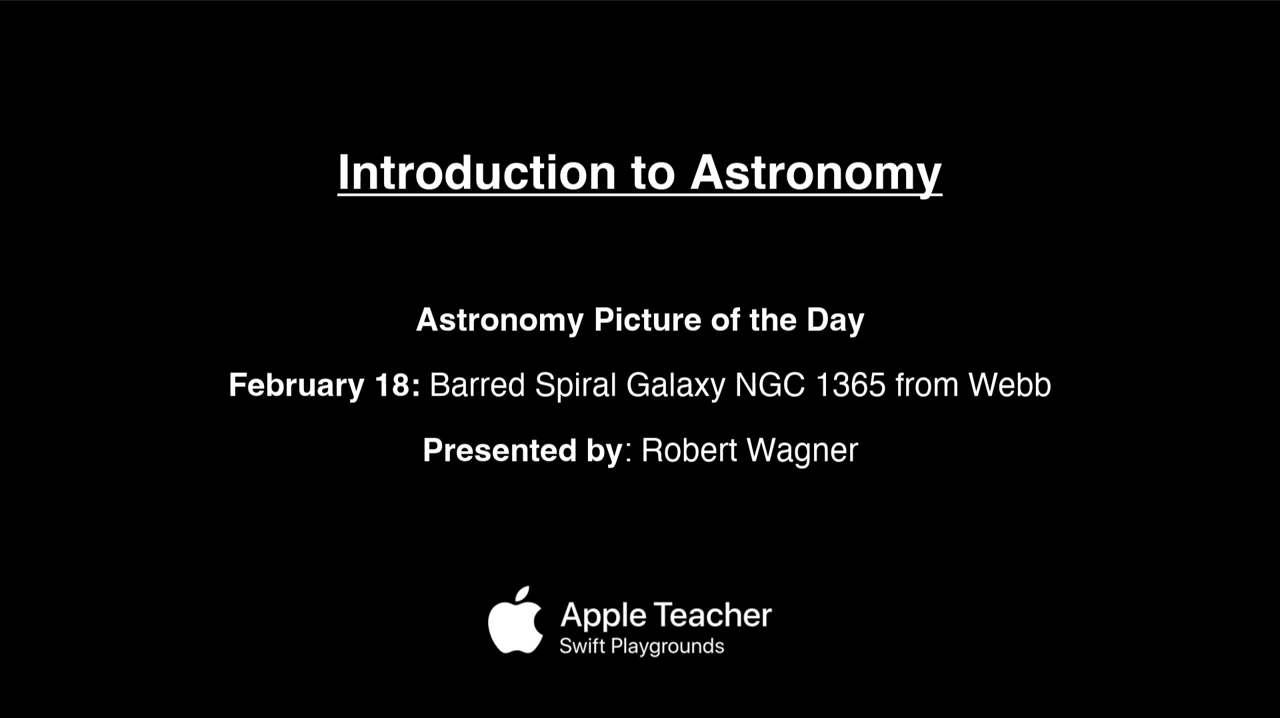 Introduction to Astronomy
Astronomy Picture of the Day
February 18: Barred Spiral Galaxy NGC 1365 from Webb
Presented by: Robert Wagner
Apple Teacher
Swift Playgrounds